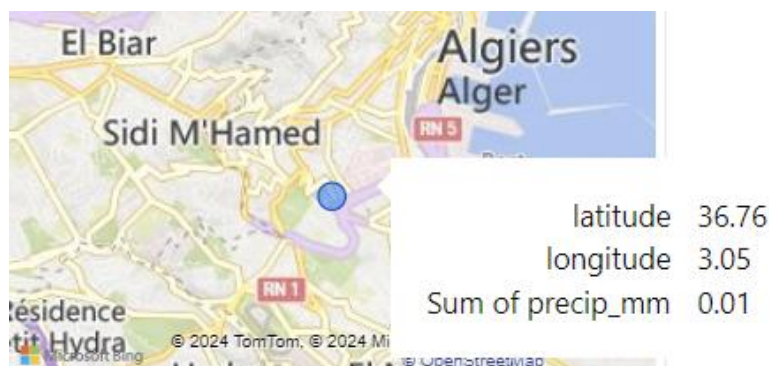 El Biar
Algiers
Alger
Sidi M'Hamed
RN 5
latitude 36.76
longitude 3.05
Sum of precip_mm 0.01
RN 1
ésidence
tit Hydra
© 2024 TomTom, © 2024 Mi
Microsoft Bing
© OpenStreetMap